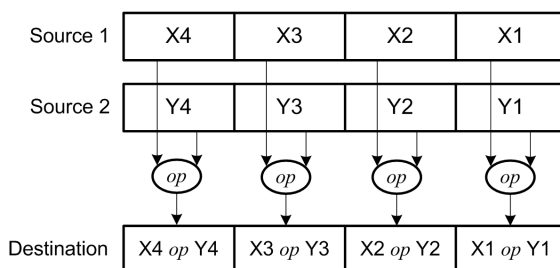 Source 1 X4 X3 X2 X1
Source 2 Y4 Y3 Y2 Y1
op op op op
Destination X4 op Y4 X3 op Y3 X2 op Y2 X1 op Y1